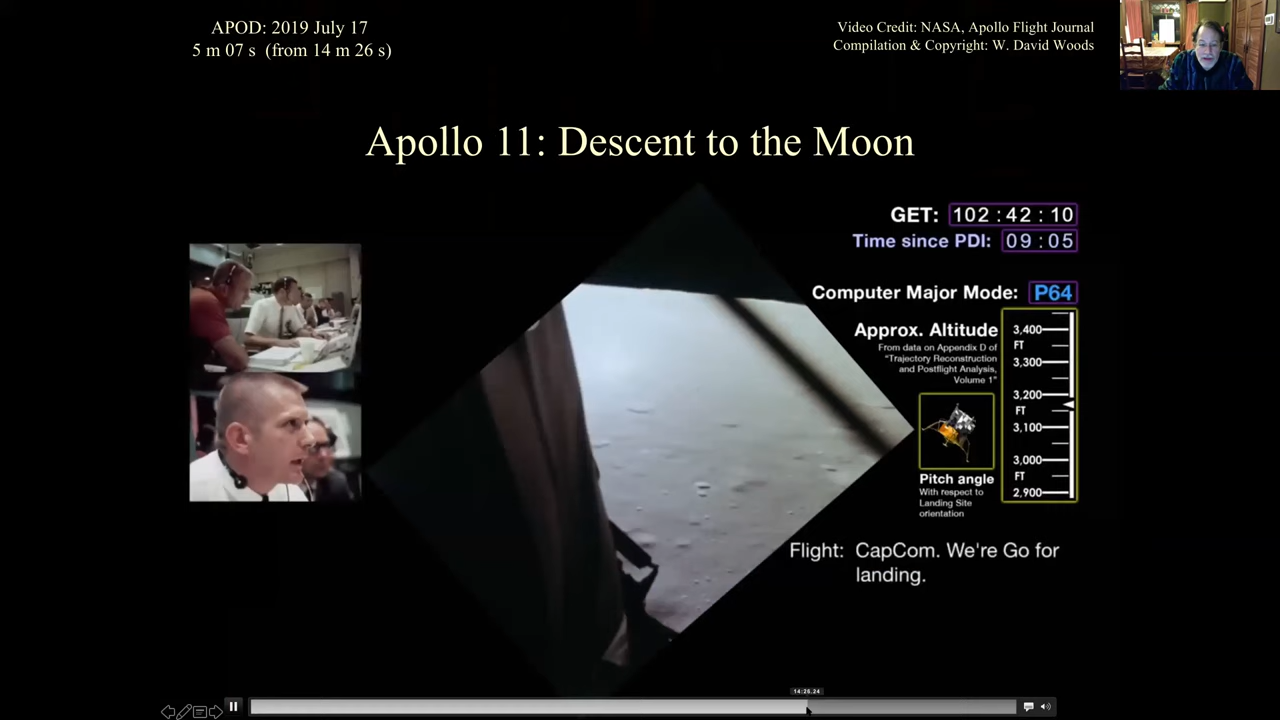 APOD: 2019 July 17
5 m 07 s (from 14 m 26 s)
Video Credit: NASA, Apollo Flight Journal
Compilation & Copyright: W. David Woods
Apollo 11: Descent to the Moon
GET: 102:42:10
Time since PDI: 09:05
Computer Major Mode: P64
Approx. Altitude
From data on Appendix D of
"Trajectory Reconstruction
and Postflight Analysis,
Volume 1"
3,400
FT
3,300
3,200
FT
3,100
3,000
FT
2,900
Pitch angle
With respect to
Landing Site
orientation
Flight: CapCom. We're Go for
landing.
14:26.24